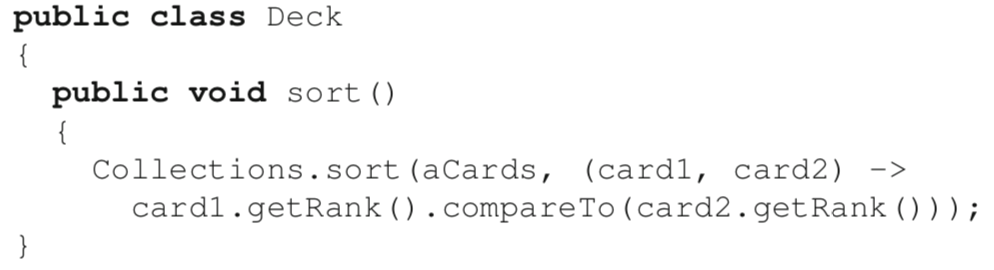 public class Deck
{
  public void sort()
  {
    Collections.sort(aCards, (card1, card2) ->
      card1.getRank().compareTo(card2.getRank()));
}